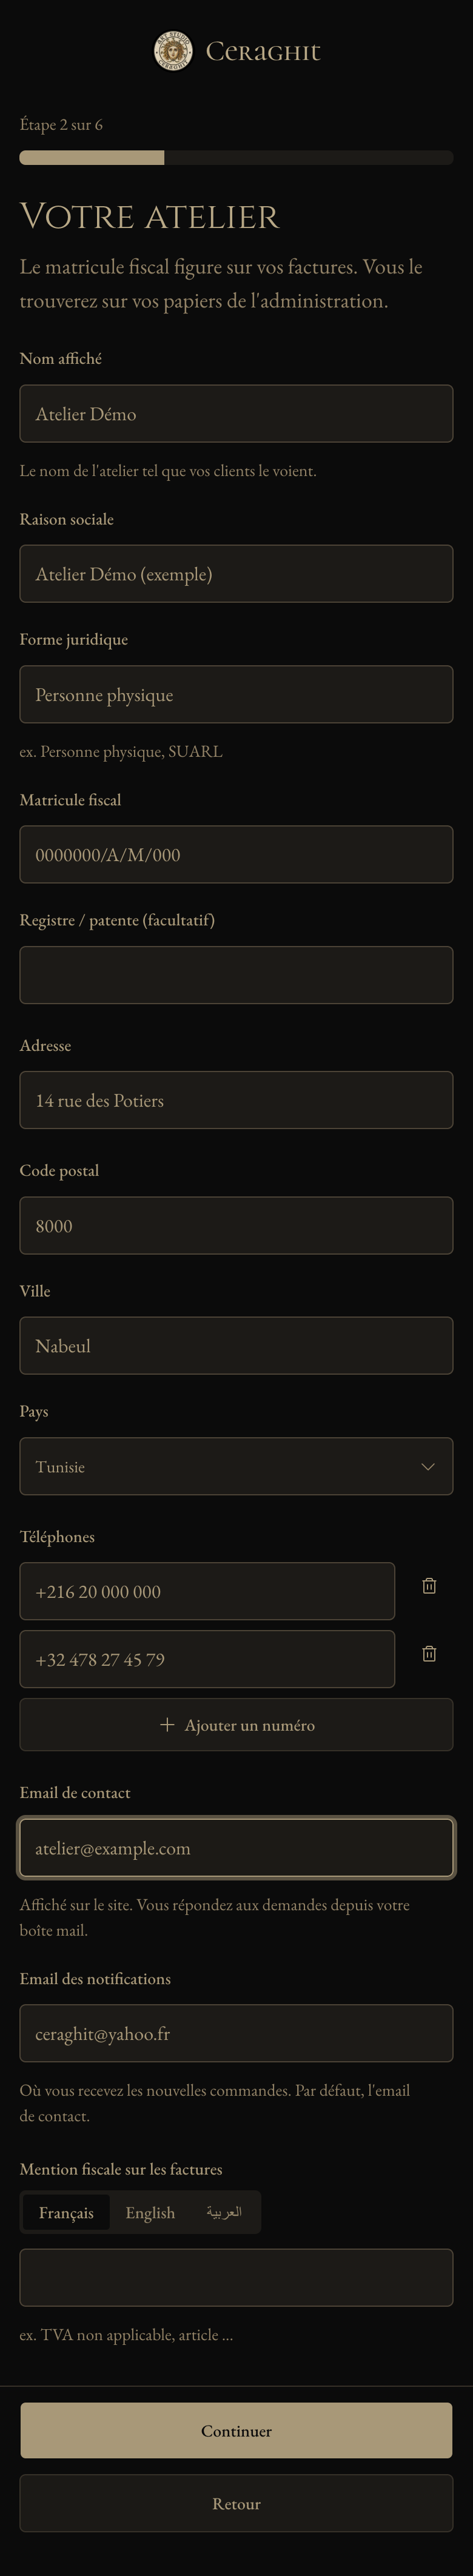 Ceraghit
Étape 2 sur 6
Votre atelier
Le matricule fiscal figure sur vos factures. Vous le
trouverez sur vos papiers de l'administration.
Nom affiché
Atelier Démo
Le nom de l'atelier tel que vos clients le voient.
Raison sociale
Atelier Démo (exemple)
Forme juridique
Personne physique
ex. Personne physique, SUARL
Matricule fiscal
0000000/A/M/000
Registre / patente (facultatif)
Adresse
14 rue des Potiers
Code postal
8000
Ville
Nabeul
Pays
Tunisie
Téléphones
+216 20 000 000
+32 478 27 45 79
Ajouter un numéro
Email de contact
atelier@example.com
Affiché sur le site. Vous répondez aux demandes depuis votre
boîte mail.
Email des notifications
ceraghit@yahoo.fr
Où vous recevez les nouvelles commandes. Par défaut, l'email
de contact.
Mention fiscale sur les factures
Français English العربية
ex. TVA non applicable, article ...
Continuer
Retour